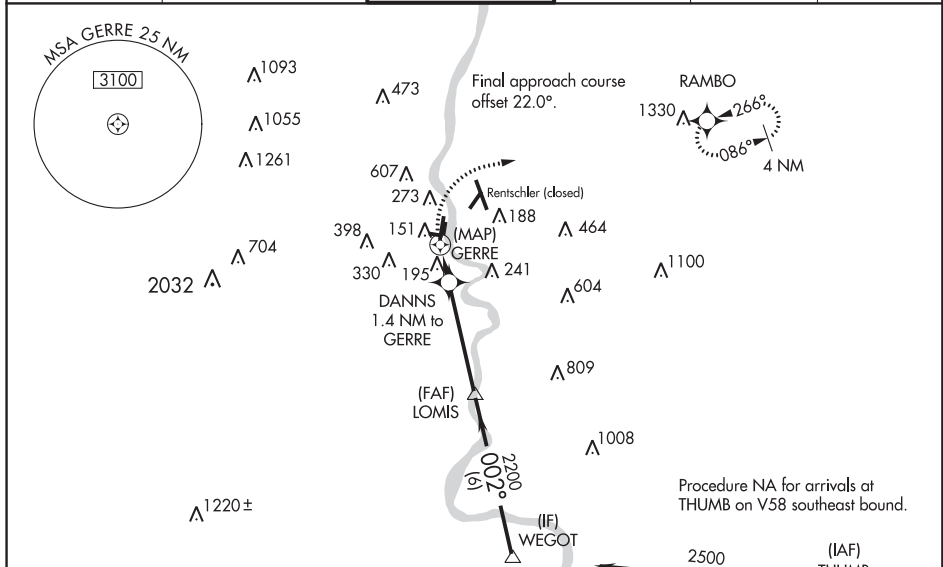 MSA GERRE 25 NM
3100
1093
1055
1261
473
Final approach course
offset 22.0°.
RAMBO
1330
266°
086°
4 NM
607
273
Rentschler (closed)
188
398
151
(MAP)
GERRE
464
704
2032
330
195
241
1100
DANNS
1.4 NM to
GERRE
604
809
(FAF)
LOMIS
1008
2200
002°
(6)
1220 ±
Procedure NA for arrivals at
THUMB on V58 southeast bound.
(IF)
WEGOT
2500
(IAF)